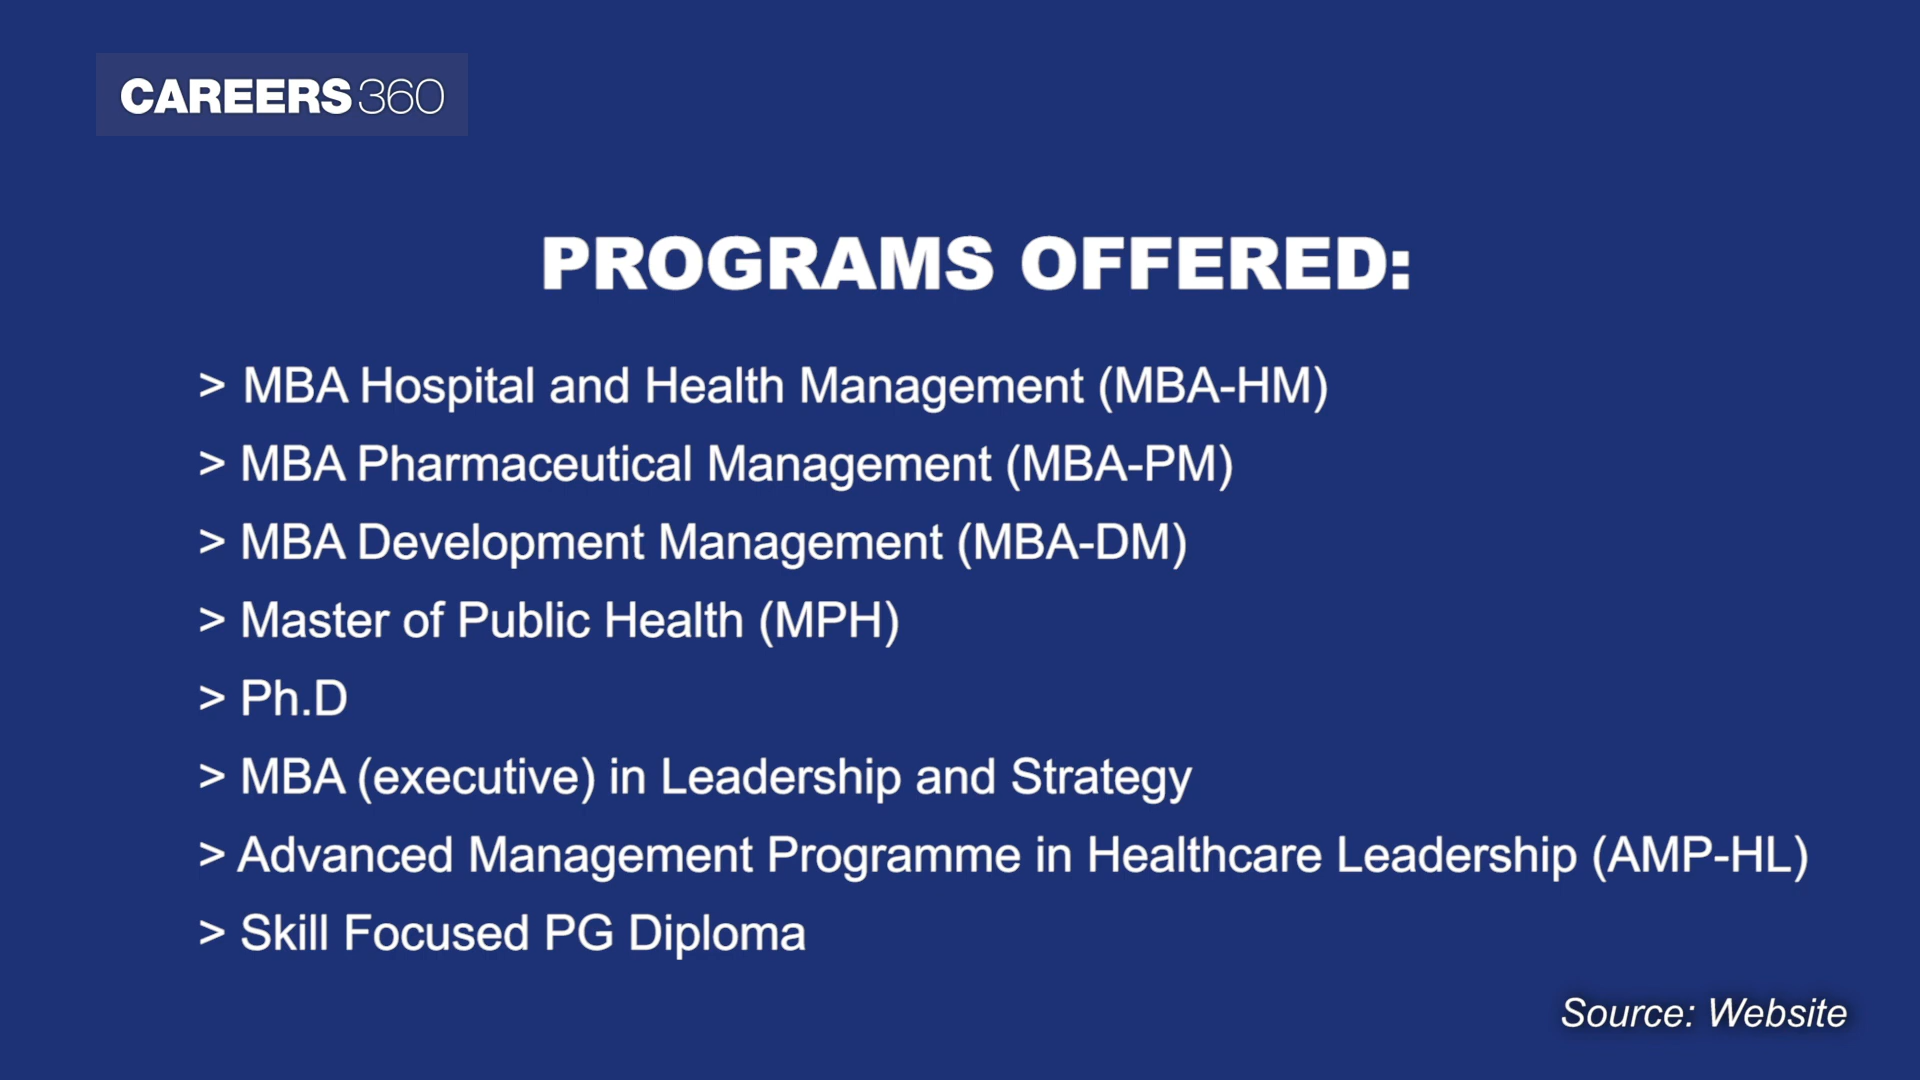 CAREERS360
PROGRAMS OFFERED:
> MBA Hospital and Health Management (MBA-HM)
> MBA Pharmaceutical Management (MBA-PM)
> MBA Development Management (MBA-DM)
> Master of Public Health (MPH)
> Ph.D
> MBA (executive) in Leadership and Strategy
> Advanced Management Programme in Healthcare Leadership (AMP-HL)
> Skill Focused PG Diploma
Source: Website